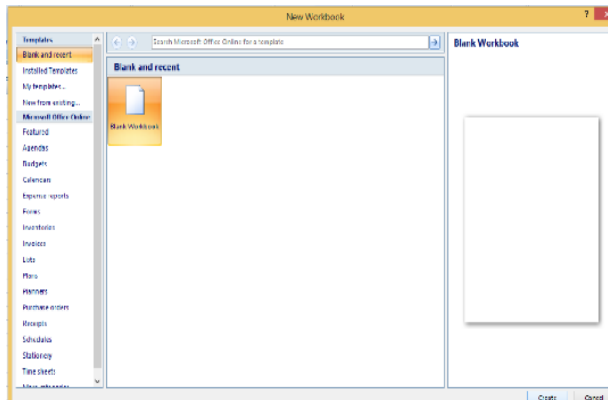 New Workbook
?
Templates
Blank and recent
Installed Templates
My templates...
New from existing...
Microsoft Office Online
Featured
Agendas
Budgets
Calendars
Expense reports
Forms
Inventories
Invoices
Lists
Plans
Planners
Purchase orders
Receipts
Schedules
Stationery
Time sheets
More categories
Search Microsoft Office Online for a template
Blank and recent
Blank Workbook
Blank Workbook
Create
Cancel